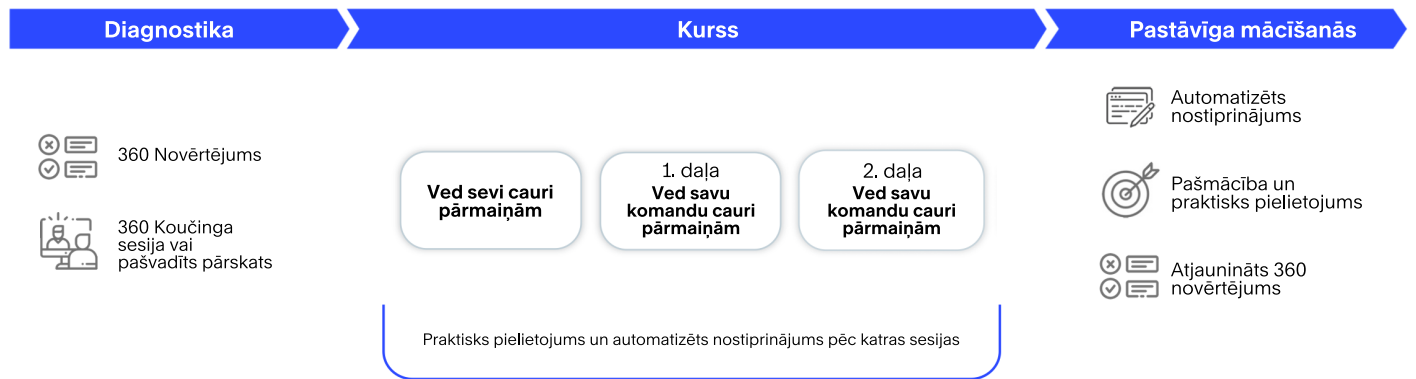 Diagnostika
Kurss
Pastāvīga mācīšanās
360 Novērtējums
360 Koučinga
sesija vai
pašvadīts pārskats
Ved sevi cauri
pārmaiņām
1. daļa
Ved savu
komandu cauri
pārmaiņām
2. daļa
Ved savu
komandu cauri
pārmaiņām
Praktisks pielietojums un automatizēts nostiprinājums pēc katras sesijas
Automatizēts
nostiprinājums
Pašmācība un
praktisks pielietojums
Atjaunināts 360
novērtējums